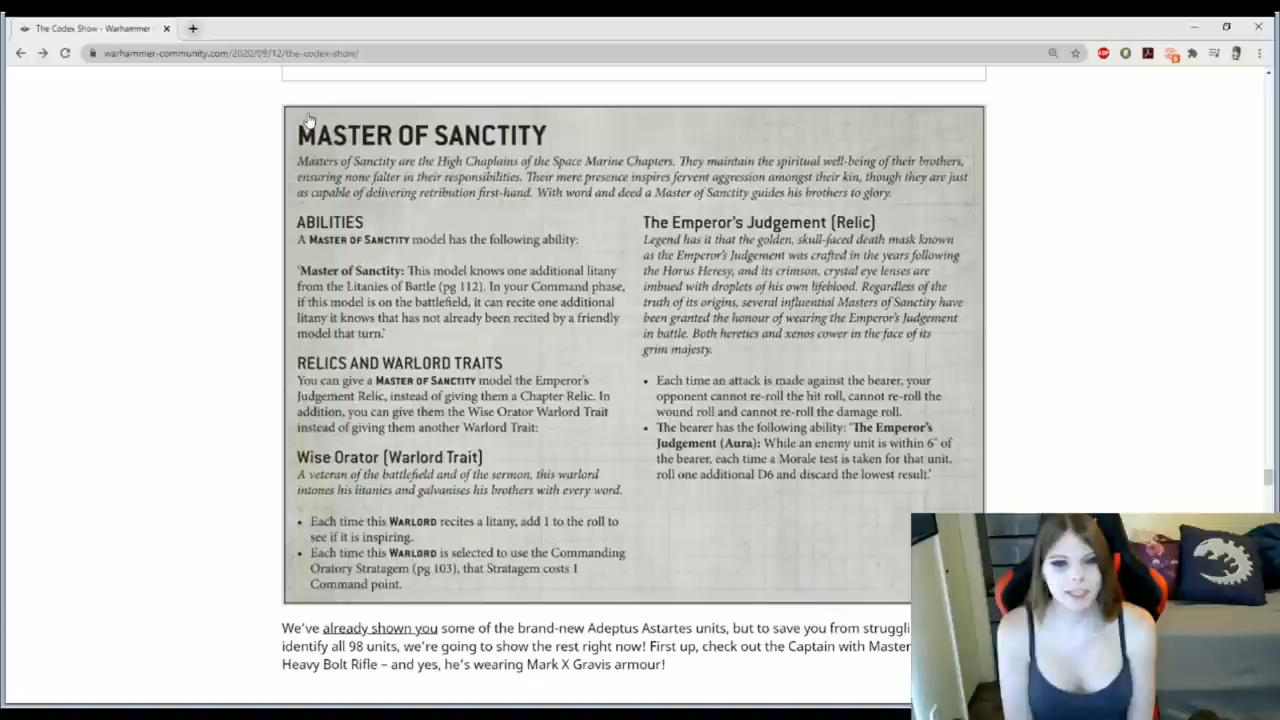 The Codex Show - Warhammer
warhammer-community.com/2020/09/12/the-codex-show/
MASTER OF SANCTITY
Masters of Sanctity are the High Chaplains of the Space Marine Chapters. They maintain the spiritual well-being of their brothers,
ensuring none falter in their responsibilities. Their mere presence inspires fervent aggression amongst their kin, though they are just
as capable of delivering retribution first-hand. With word and deed a Master of Sanctity guides his brothers to glory.
ABILITIES
A MASTER OF SANCTITY model has the following ability:
'Master of Sanctity: This model knows one additional litany
from the Litanies of Battle (pg 112). In your Command phase,
if this model is on the battlefield, it can recite one additional
litany it knows that has not already been recited by a friendly
model that turn.'
RELICS AND WARLORD TRAITS
You can give a MASTER OF SANCTITY model the Emperor's
Judgement Relic, instead of giving them a Chapter Relic. In
addition, you can give them the Wise Orator Warlord Trait
instead of giving them another Warlord Trait:
Wise Orator (Warlord Trait)
A veteran of the battlefield and of the sermon, this warlord
intones his litanies and galvanises his brothers with every word.
• Each time this WARLORD recites a litany, add 1 to the roll to
see if it is inspiring.
• Each time this WARLORD is selected to use the Commanding
Oratory Stratagem (pg 103), that Stratagem costs 1
Command point.
The Emperor's Judgement (Relic)
Legend has it that the golden, skull-faced death mask known
as the Emperor's Judgement was crafted in the years following
the Horus Heresy, and its crimson, crystal eye lenses are
imbued with droplets of his own lifeblood. Regardless of the
truth of its origins, several influential Masters of Sanctity have
been granted the honour of wearing the Emperor's Judgement
in battle. Both heretics and xenos cower in the face of its
grim majesty.
• Each time an attack is made against the bearer, your
opponent cannot re-roll the hit roll, cannot re-roll the
wound roll and cannot re-roll the damage roll.
• The bearer has the following ability: 'The Emperor's
Judgement (Aura): While an enemy unit is within 6" of
the bearer, each time a Morale test is taken for that unit,
roll one additional D6 and discard the lowest result.'
We've already shown you some of the brand-new Adeptus Astartes units, but to save you from struggli
identify all 98 units, we're going to show the rest right now! First up, check out the Captain with Master
Heavy Bolt Rifle – and yes, he's wearing Mark X Gravis armour!